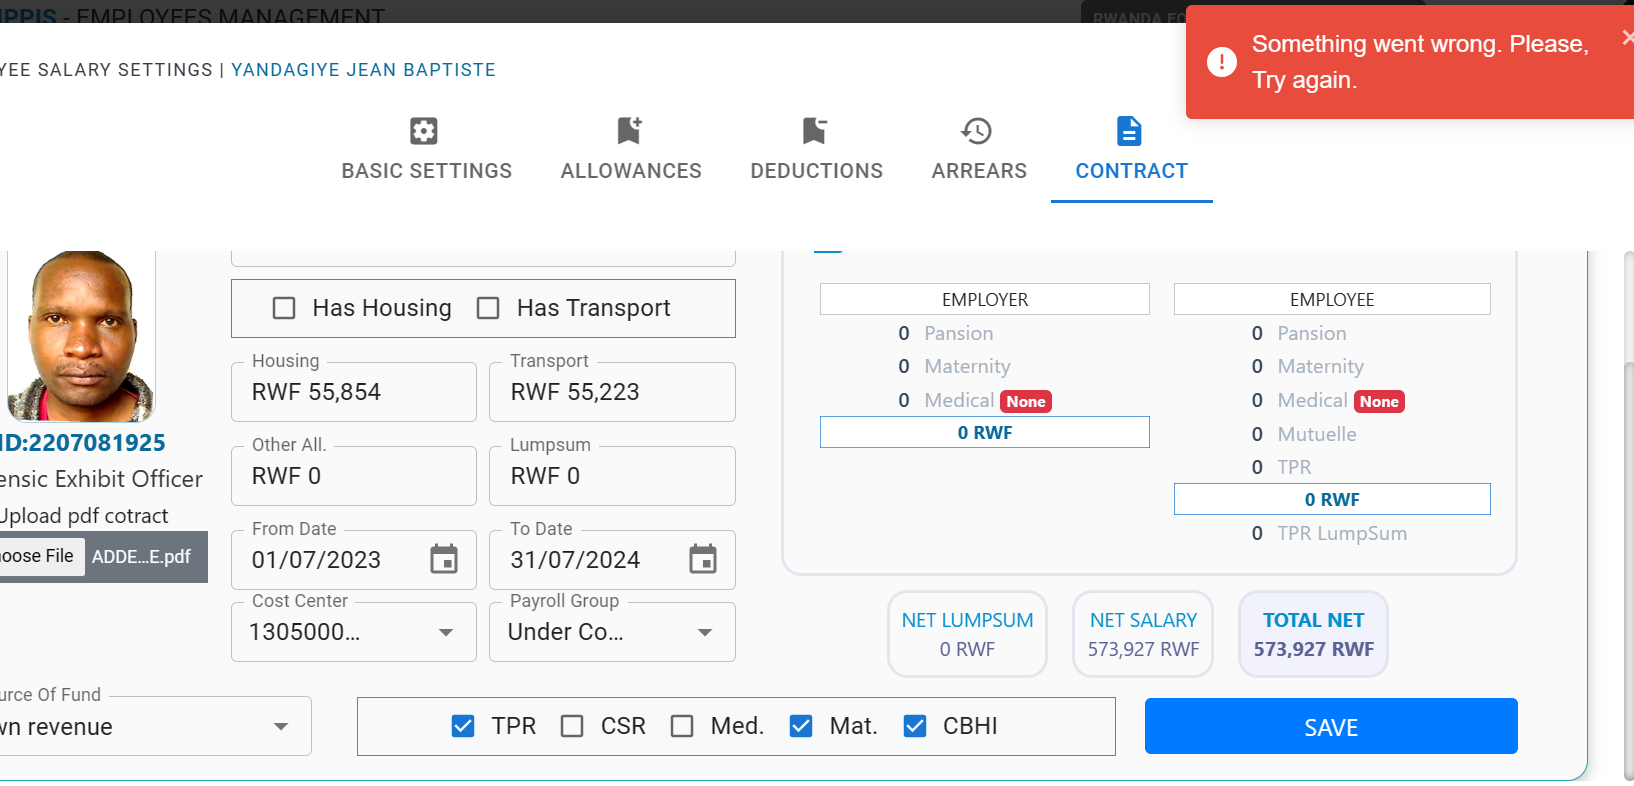 IPPIS - EMPLOYEES MANAGEMENT
Something went wrong. Please,
Try again.
YEE SALARY SETTINGS | YANDAGIYE JEAN BAPTISTE
BASIC SETTINGS
ALLOWANCES
DEDUCTIONS
ARREARS
CONTRACT
Has Housing
Has Transport
Housing
RWF 55,854
Transport
RWF 55,223
Other All.
RWF 0
Lumpsum
RWF 0
From Date
01/07/2023
To Date
31/07/2024
Cost Center
1305000...
Payroll Group
Under Co...
ID:2207081925
ensic Exhibit Officer
Upload pdf cotract
oose File ADDE...E.pdf
EMPLOYER
0 Pansion
0 Maternity
0 Medical None
0 RWF
EMPLOYEE
0 Pansion
0 Maternity
0 Medical None
0 Mutuelle
0 TPR
0 RWF
0 TPR LumpSum
NET LUMPSUM
0 RWF
NET SALARY
573,927 RWF
TOTAL NET
573,927 RWF
urce Of Fund
wn revenue
TPR
CSR
Med.
Mat.
CBHI
SAVE